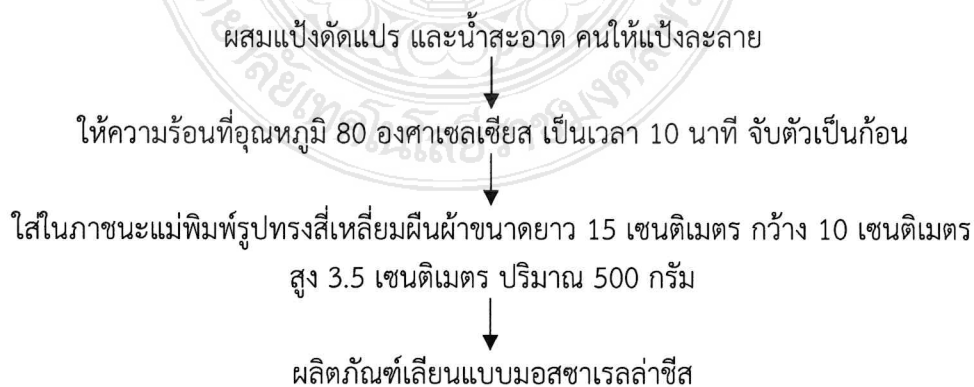 ผสมแป้งดัดแปร และน้ำสะอาด คนให้แป้งละลาย
ให้ความร้อนที่อุณหภูมิ 80 องศาเซลเซียส เป็นเวลา 10 นาที จับตัวเป็นก้อน
ใส่ในภาชนะแม่พิมพ์รูปทรงสี่เหลี่ยมผืนผ้าขนาดยาว 15 เซนติเมตร กว้าง 10 เซนติเมตร
สูง 3.5 เซนติเมตร ปริมาณ 500 กรัม
ผลิตภัณฑ์เลียนแบบมอสซาเรลล่าชีส